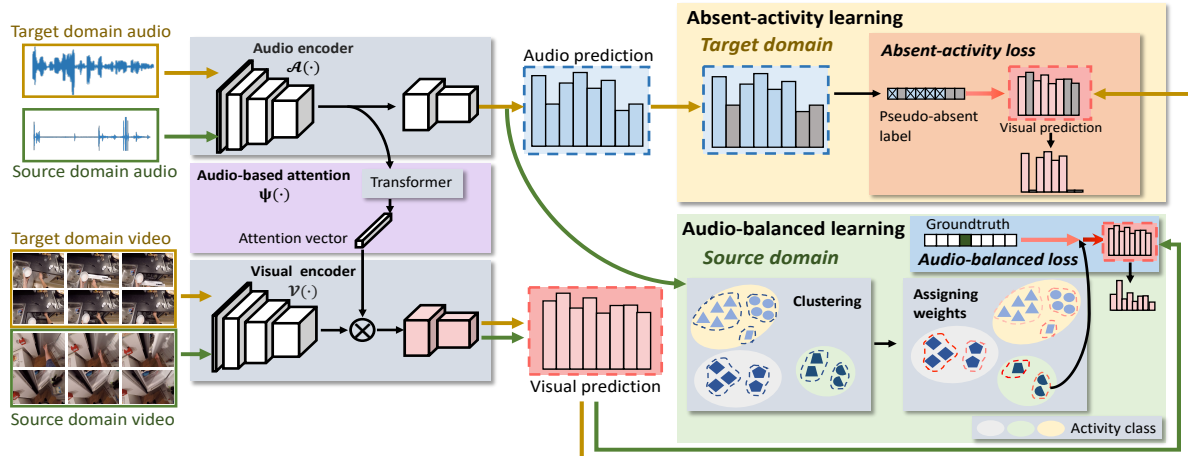 Target domain audio
Source domain audio
Target domain video
Source domain video
Audio encoder
𝒜(·)
Audio-based attention
ψ(·)
Transformer
Attention vector
Visual encoder
𝒱(·)
Audio prediction
Visual prediction
Absent-activity learning
Target domain
Absent-activity loss
Pseudo-absent
label
Visual prediction
Audio-balanced learning
Source domain
Groundtruth
Audio-balanced loss
Clustering
Assigning
weights
Activity class